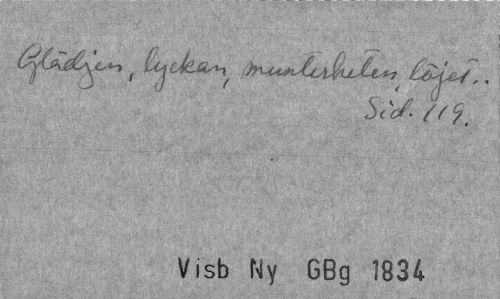 Glädjen, lyckan, munterheten, löjet..
Sid. 119.
Visb Ny GBg 1834